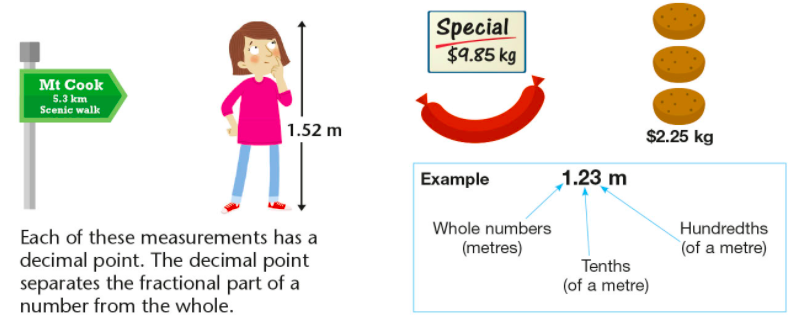 Mt Cook
5.3 km
Scenic walk
1.52 m
Each of these measurements has a
decimal point. The decimal point
separates the fractional part of a
number from the whole.
Special
$9.85 kg
$2.25 kg
Example
1.23 m
Whole numbers
(metres)
Tenths
(of a metre)
Hundredths
(of a metre)